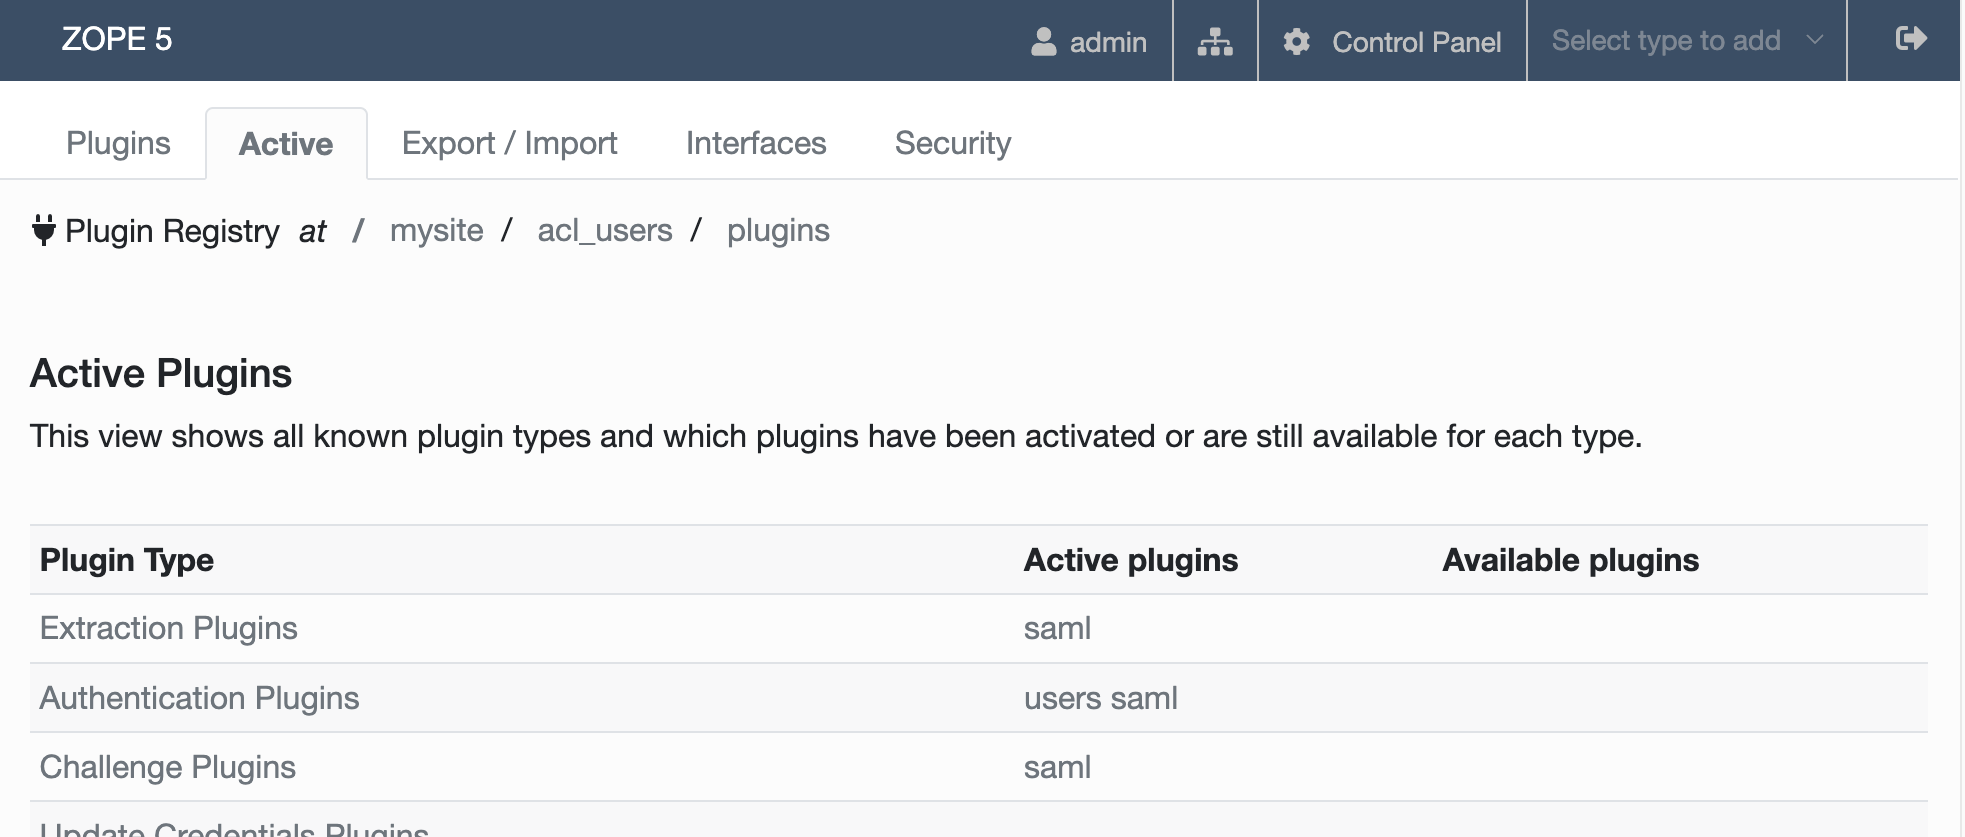 ZOPE 5 admin Control Panel Select type to add
Plugins Active Export / Import Interfaces Security
Plugin Registry at / mysite / acl_users / plugins
Active Plugins
This view shows all known plugin types and which plugins have been activated or are still available for each type.
Plugin Type Active plugins Available plugins
Extraction Plugins saml
Authentication Plugins users saml
Challenge Plugins saml
Update Credentials Plugins